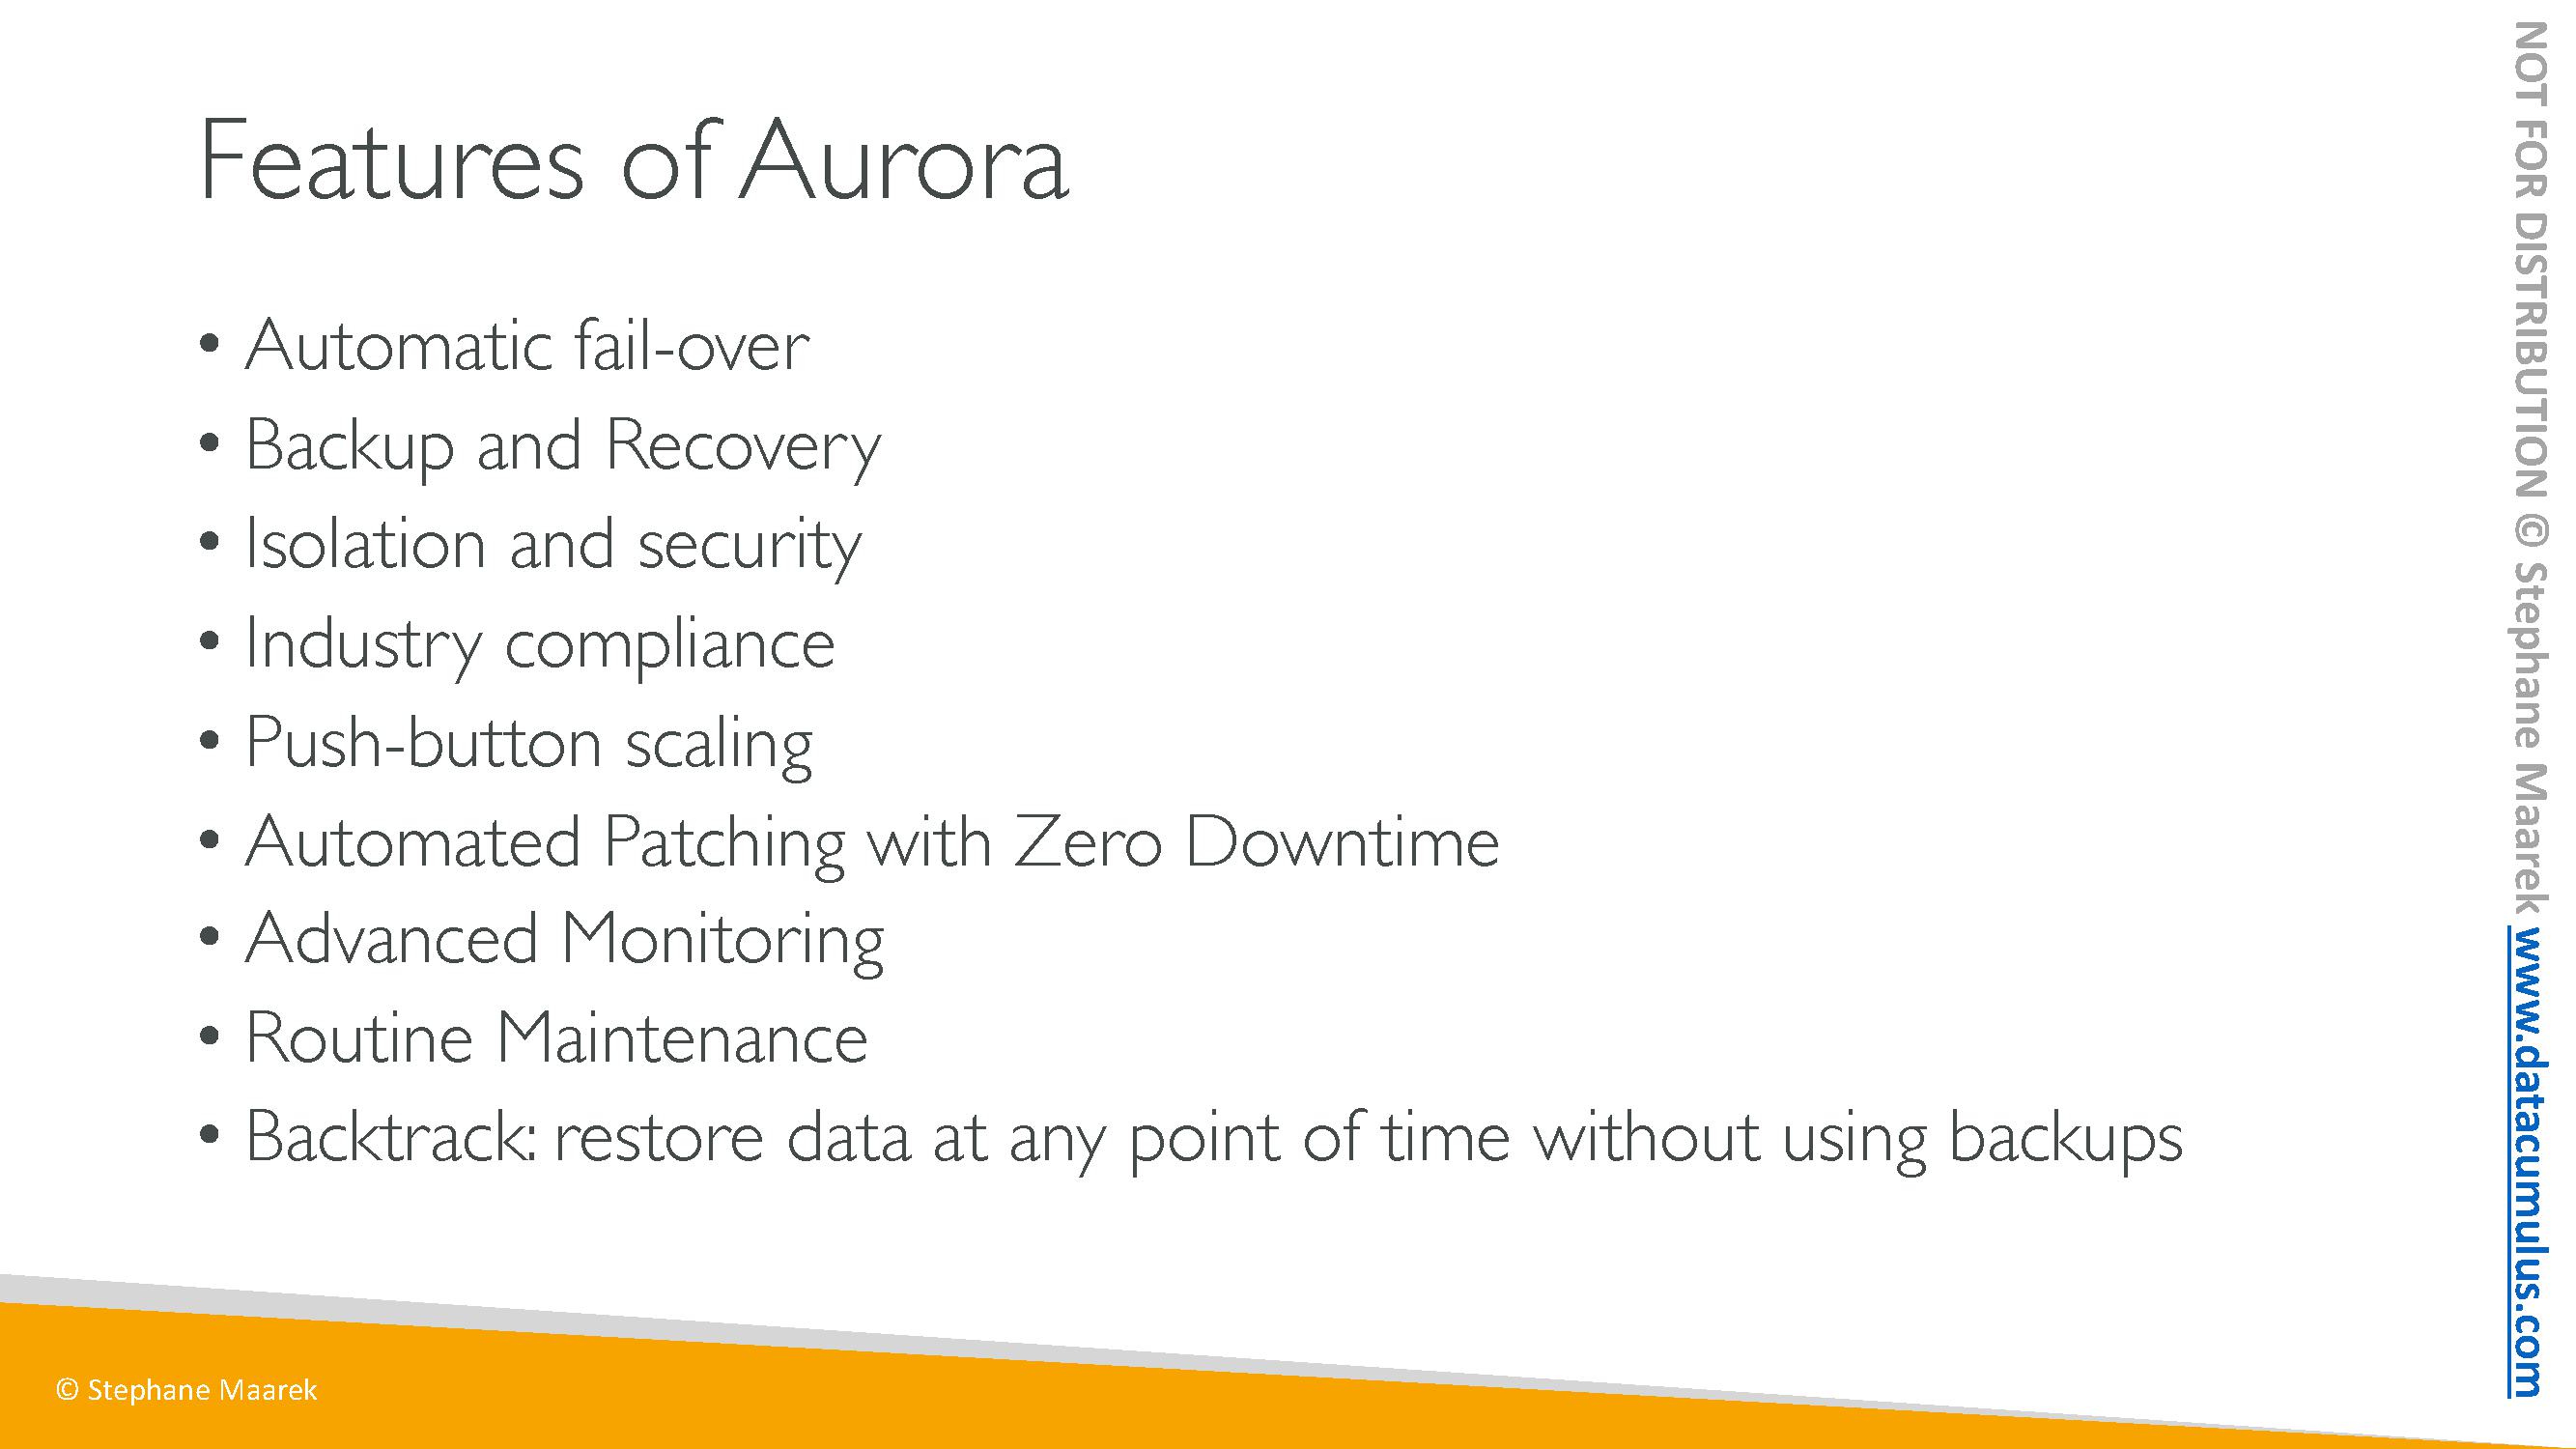 Features of Aurora
• Automatic fail-over
• Backup and Recovery
• Isolation and security
• Industry compliance
• Push-button scaling
• Automated Patching with Zero Downtime
• Advanced Monitoring
• Routine Maintenance
• Backtrack: restore data at any point of time without using backups
© Stephane Maarek
NOT FOR DISTRIBUTION © Stephane Maarek www.datacumulus.com